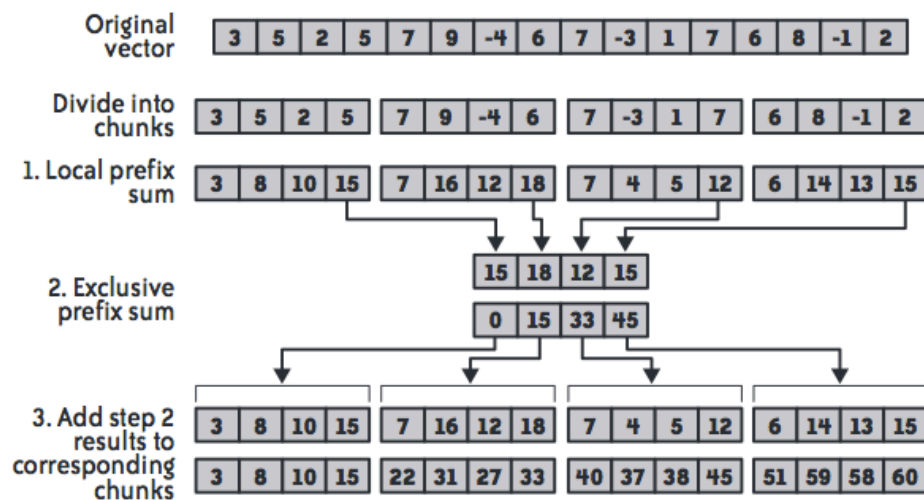 Original
vector
3 5 2 5 7 9 -4 6 7 -3 1 7 6 8 -1 2
Divide into
chunks
3 5 2 5 7 9 -4 6 7 -3 1 7 6 8 -1 2
1. Local prefix
sum
3 8 10 15 7 16 12 18 7 4 5 12 6 14 13 15
15 18 12 15
2. Exclusive
prefix sum
0 15 33 45
3. Add step 2
results to
corresponding
chunks
3 8 10 15 7 16 12 18 7 4 5 12 6 14 13 15
3 8 10 15 22 31 27 33 40 37 38 45 51 59 58 60